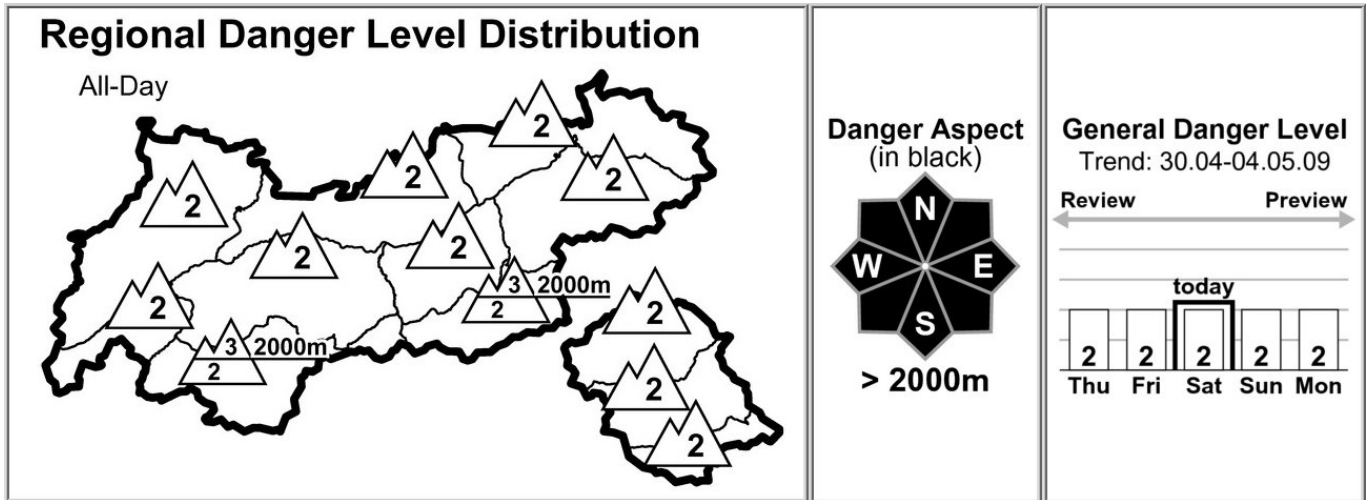 Regional Danger Level Distribution
All-Day
2
2
2
2
2
2
2
2
3 2000m
2
3 2000m
2
2
2
2
Danger Aspect
(in black)
N
W E
S
> 2000m
General Danger Level
Trend: 30.04-04.05.09
Review Preview
today
2 2 2 2 2
Thu Fri Sat Sun Mon